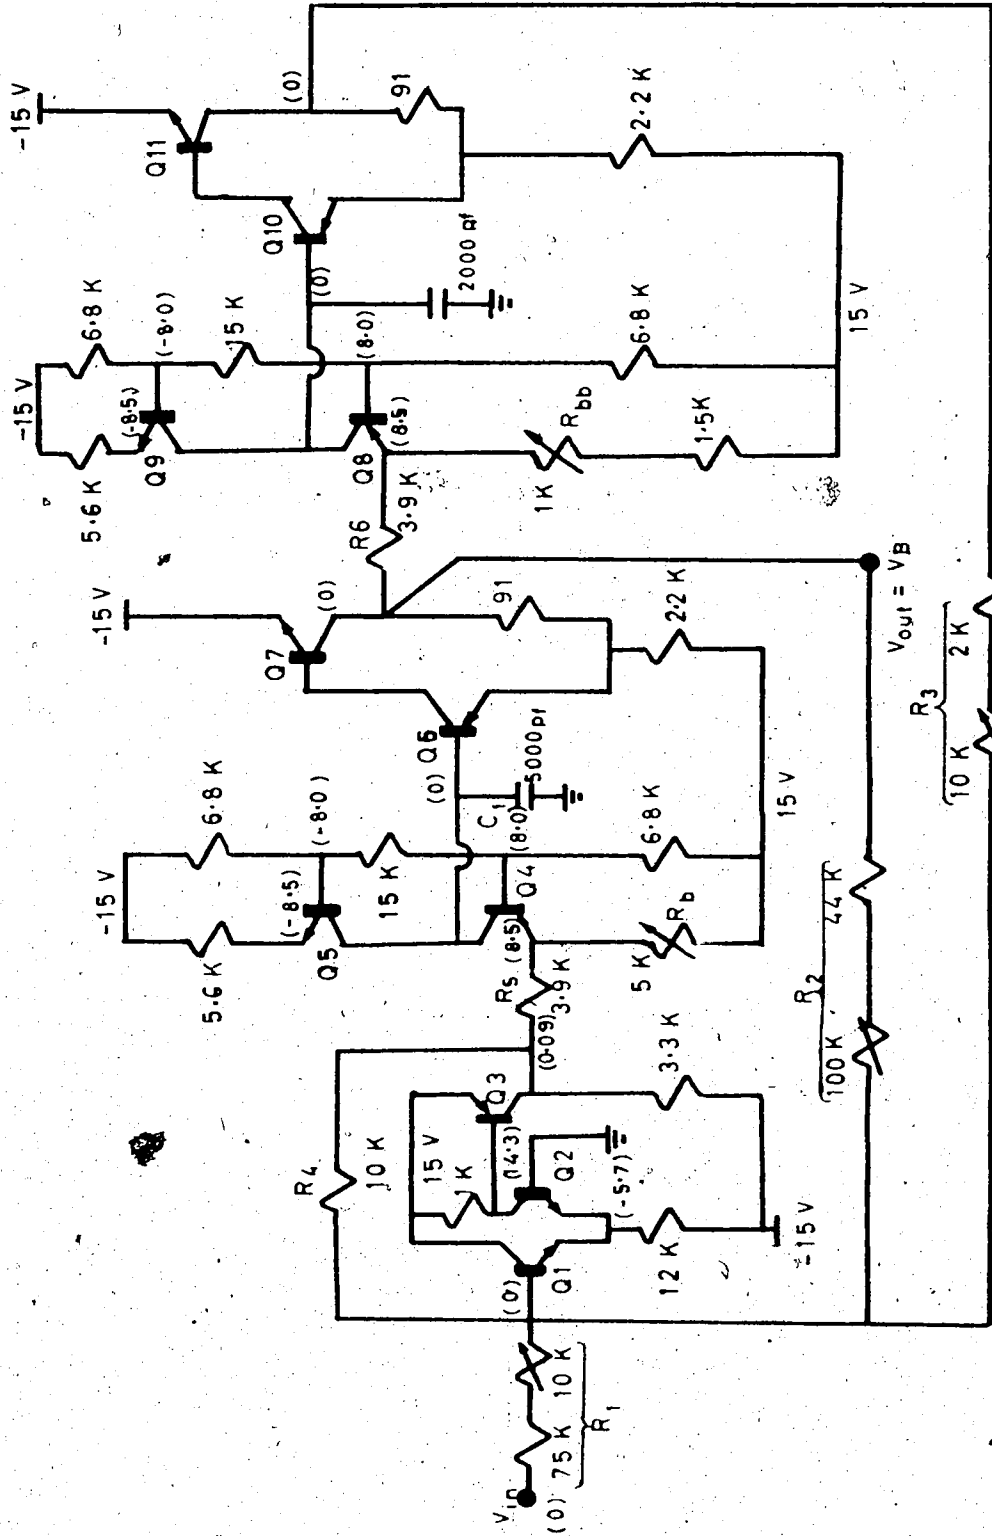 V_in
(0)
75 K
10 K
R_1
(0)
Q1
12 K
-15V
(-5.7)
Q2
(14.3)
1K
15 V
Q3
3.3 K
R_4
10 K
(0.09)
R_5
3.9 K
(8.5)
Q4
(8.0)
5 K
R_b
6.8 K
15 V
15 K
(-8.0)
(-8.5)
Q5
5.6 K
6.8 K
-15 V
(0)
C_1
5000pf
Q6
Q7
-15 V
(0)
91
2.2 K
R6
3.9 K
Q8
(8.5)
(8.0)
1K
R_bb
1.5K
6.8 K
15 V
15 K
(-8.0)
(-8.5)
Q9
5.6 K
6.8 K
-15 V
(0)
2000 pf
Q10
Q11
-15 V
(0)
91
2.2 K
R_2
100 K
44 K
V_out = V_B
R_3
10 K
2 K